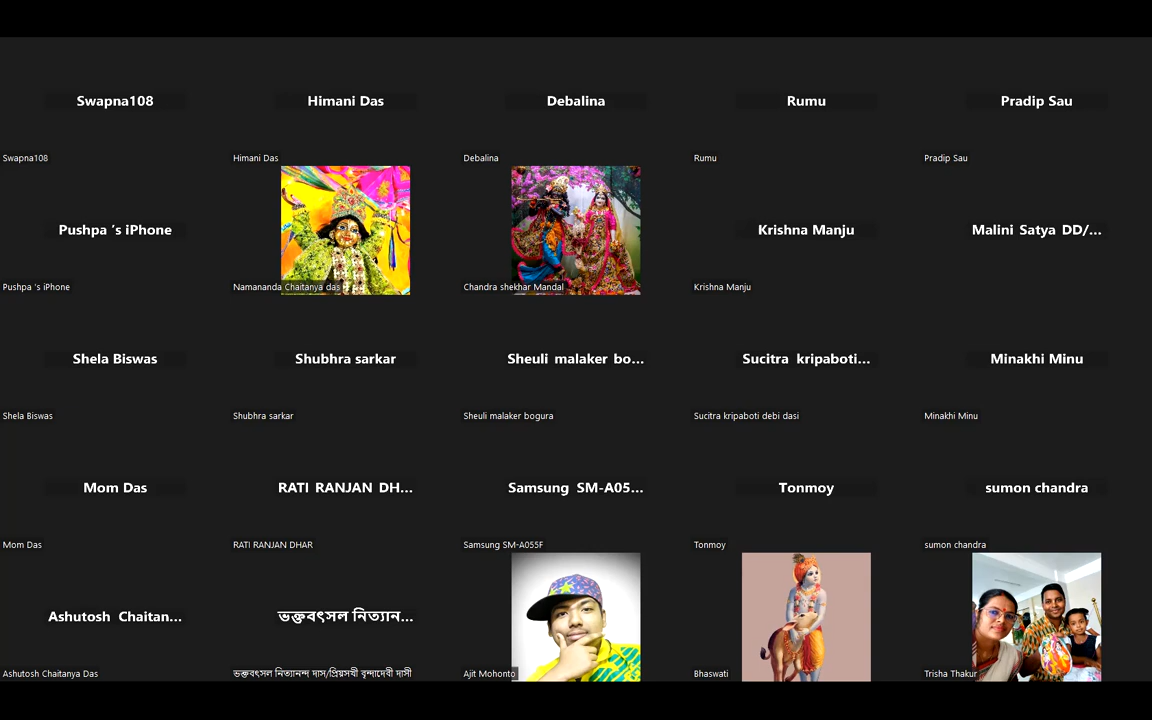 Swapna108
Himani Das
Debalina
Rumu
Pradip Sau
Swapna108
Himani Das
Debalina
Rumu
Pradip Sau
Pushpa 's iPhone
Krishna Manju
Malini Satya DD/...
Pushpa 's iPhone
Namananda Chaitanya das
Chandra shekhar Mandal
Krishna Manju
Shela Biswas
Shubhra sarkar
Sheuli malaker bo...
Sucitra kripaboti...
Minakhi Minu
Shela Biswas
Shubhra sarkar
Sheuli malaker bogura
Sucitra kripaboti debi dasi
Minakhi Minu
Mom Das
RATI RANJAN DH...
Samsung SM-A05...
Tonmoy
sumon chandra
Mom Das
RATI RANJAN DHAR
Samsung SM-A055F
Tonmoy
sumon chandra
Ashutosh Chaitan...
ভক্তবৎসল নিত্যান...
Ashutosh Chaitanya Das
ভক্তবৎসল নিত্যানন্দ দাস/প্রিয়সখী বৃন্দাদেবী দাসী
Ajit Mohonto
Bhaswati
Trisha Thakur